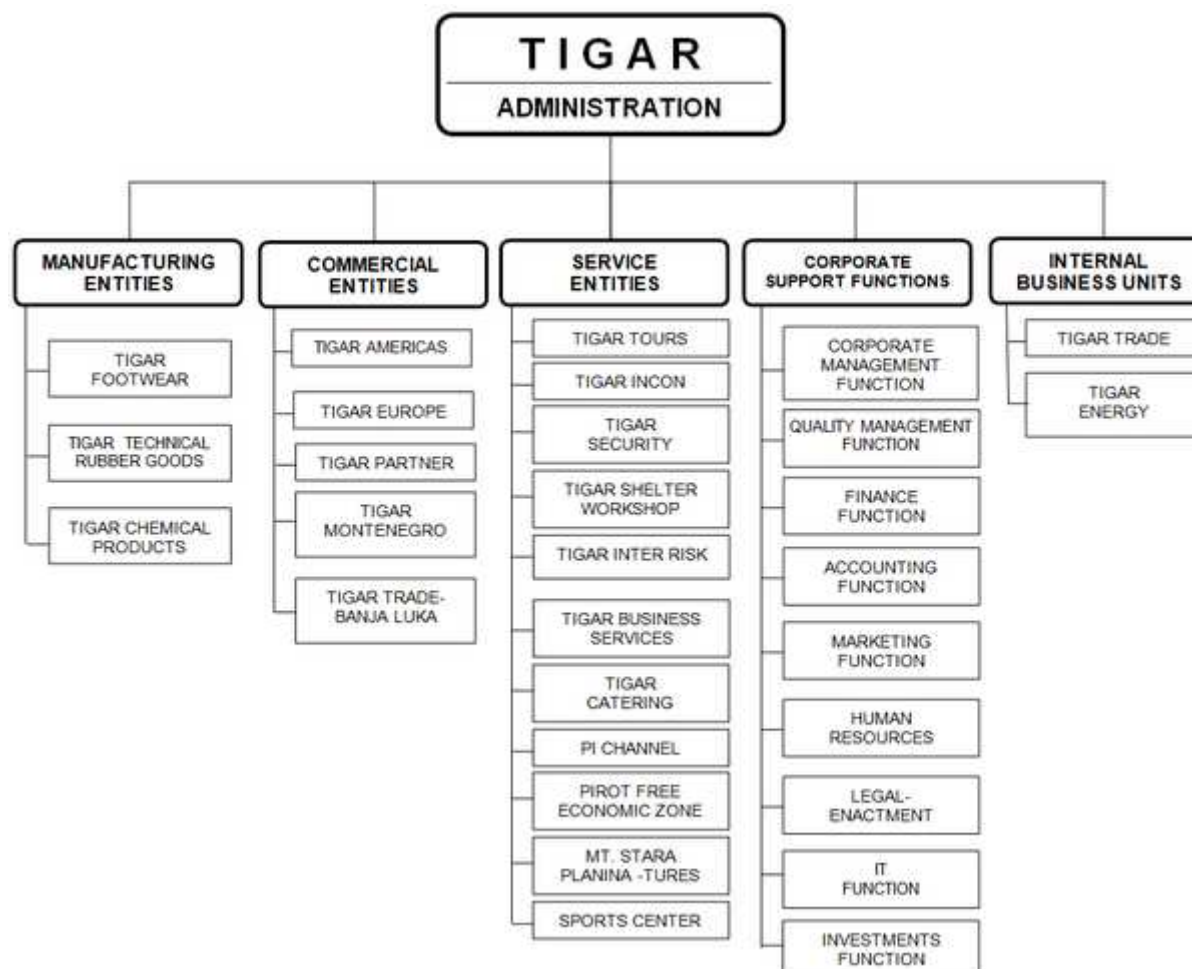 T I G A R
ADMINISTRATION
MANUFACTURING
ENTITIES
TIGAR
FOOTWEAR
TIGAR TECHNICAL
RUBBER GOODS
TIGAR CHEMICAL
PRODUCTS
COMMERCIAL
ENTITIES
TIGAR AMERICAS
TIGAR EUROPE
TIGAR PARTNER
TIGAR
MONTENEGRO
TIGAR TRADE-
BANJA LUKA
SERVICE
ENTITIES
TIGAR TOURS
TIGAR INCON
TIGAR
SECURITY
TIGAR SHELTER
WORKSHOP
TIGAR INTER RISK
TIGAR BUSINESS
SERVICES
TIGAR
CATERING
PI CHANNEL
PIROT FREE
ECONOMIC ZONE
MT. STARA
PLANINA -TURES
SPORTS CENTER
CORPORATE
SUPPORT FUNCTIONS
CORPORATE
MANAGEMENT
FUNCTION
QUALITY MANAGEMENT
FUNCTION
FINANCE
FUNCTION
ACCOUNTING
FUNCTION
MARKETING
FUNCTION
HUMAN
RESOURCES
LEGAL-
ENACTMENT
IT
FUNCTION
INVESTMENTS
FUNCTION
INTERNAL
BUSINESS UNITS
TIGAR TRADE
TIGAR
ENERGY